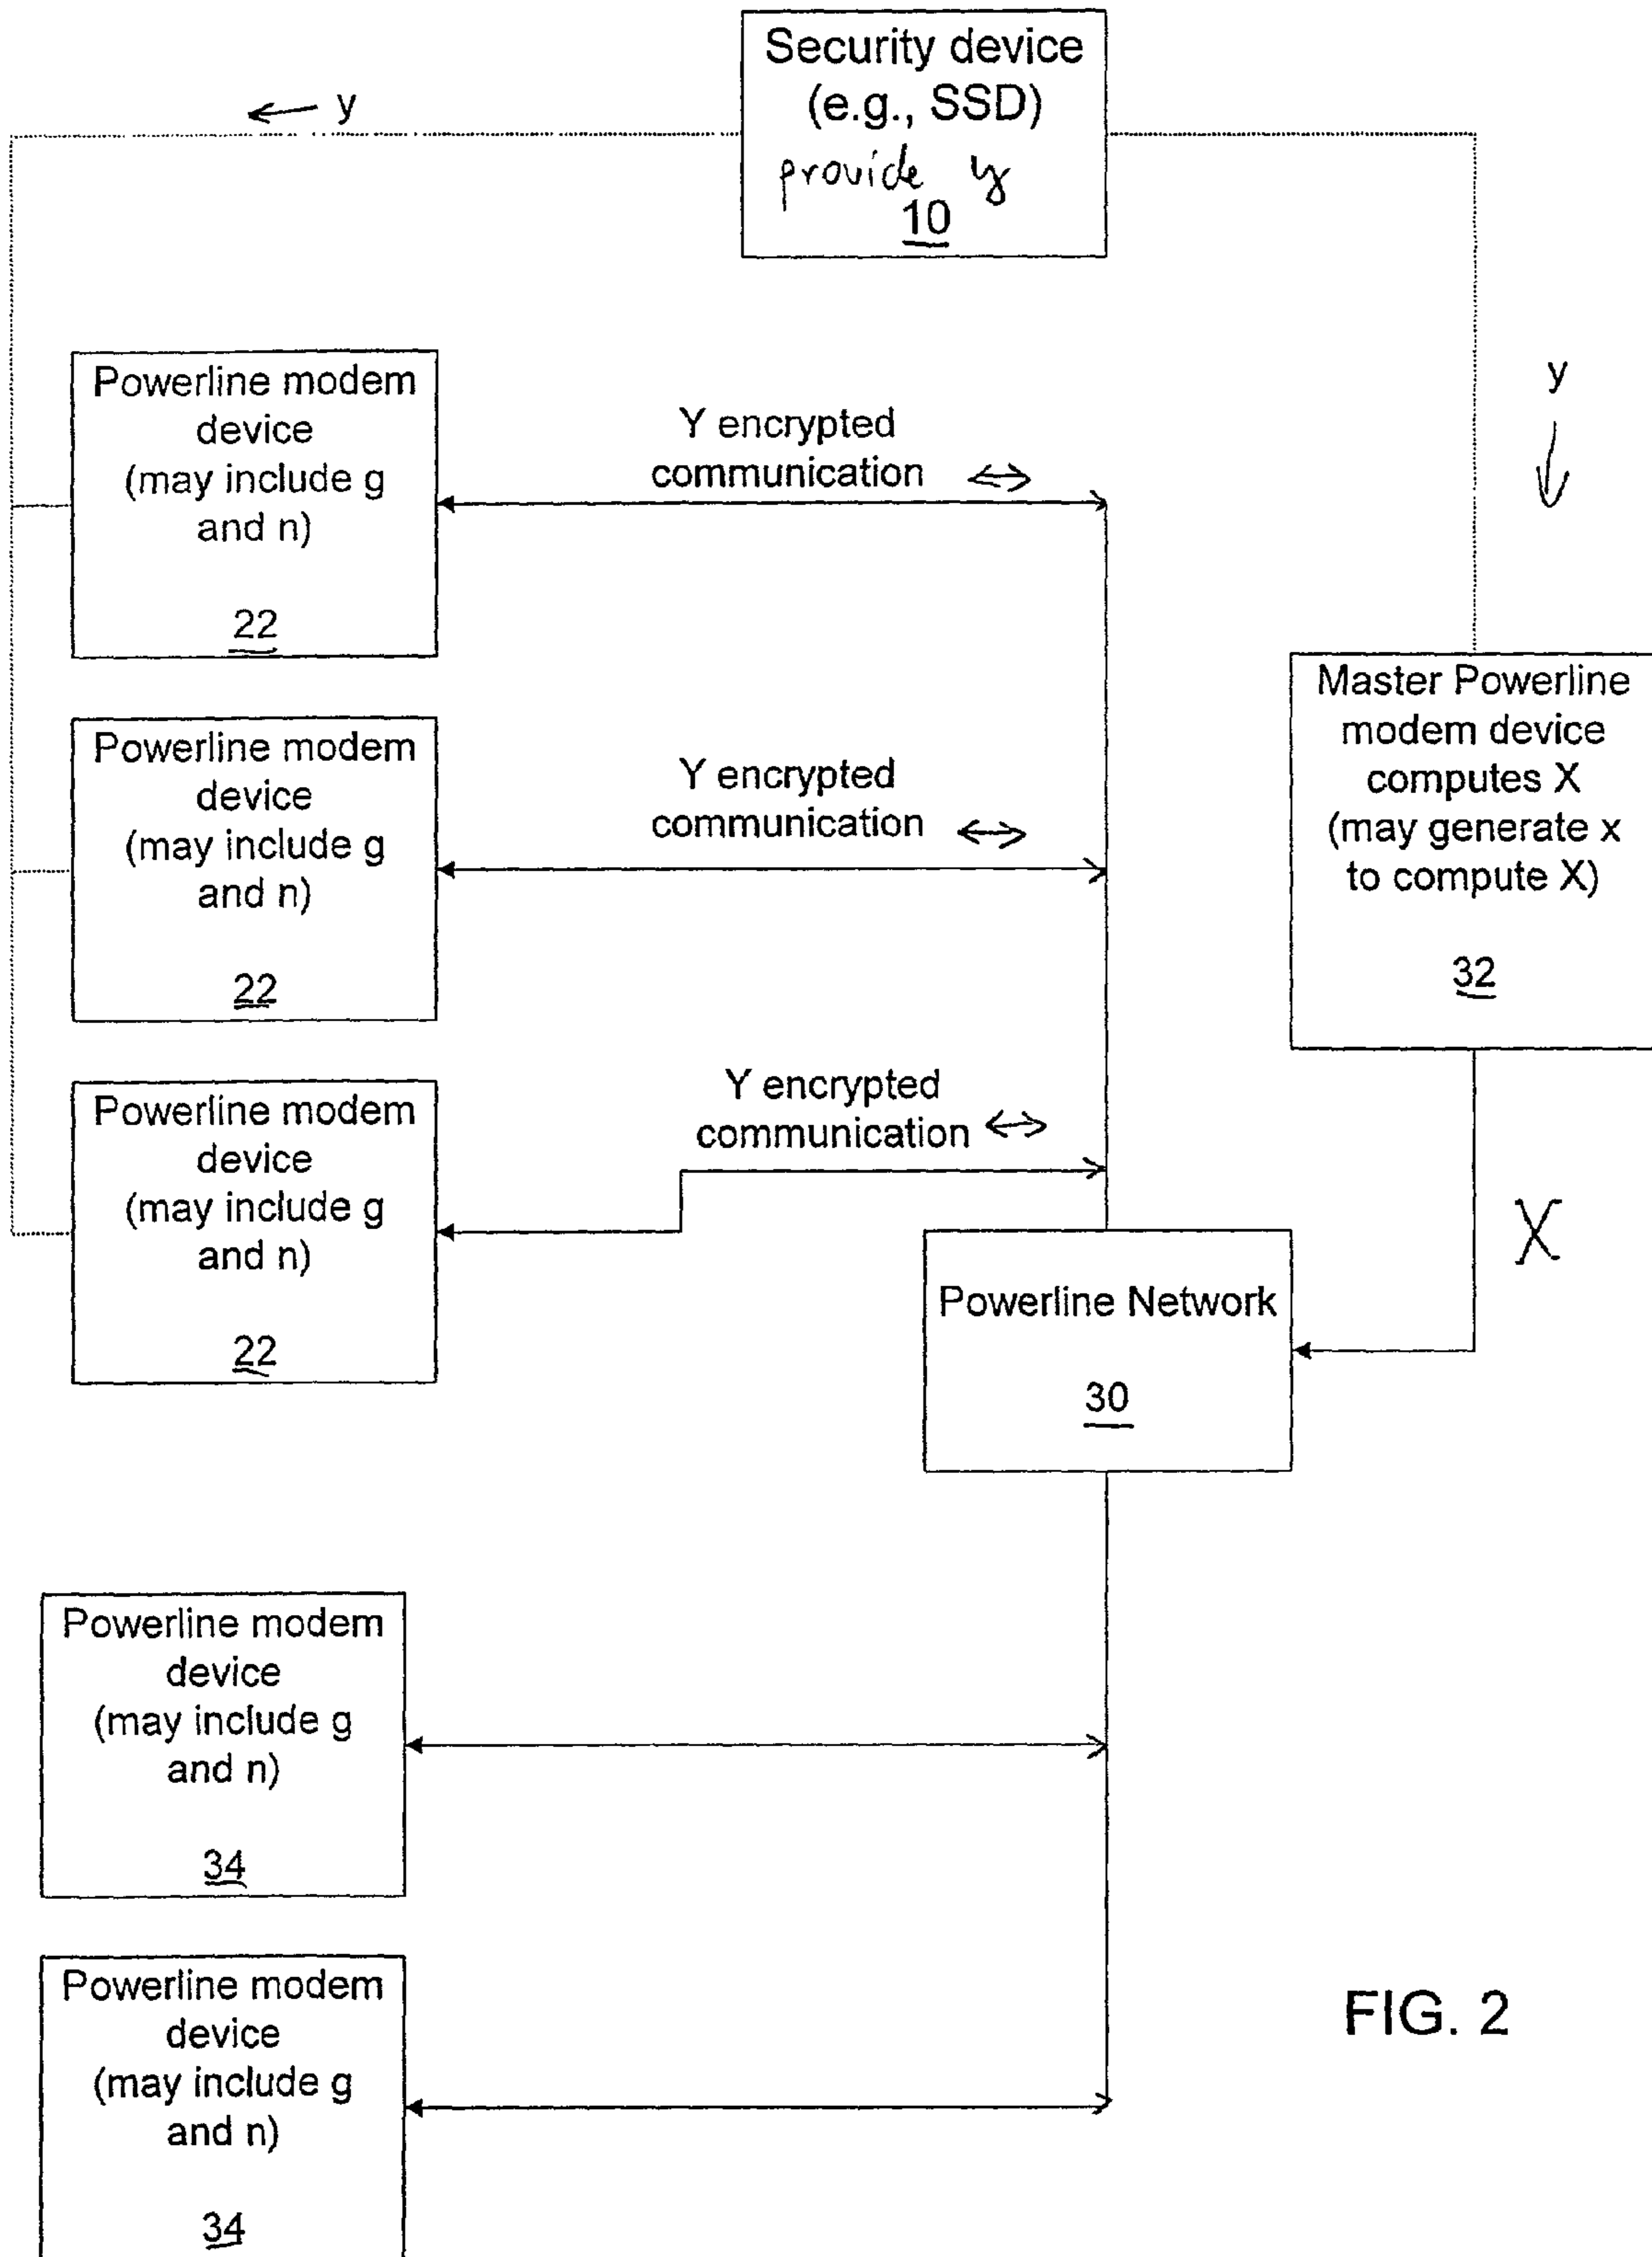 Security device
(e.g., SSD)
provide y
10
← y
y
Powerline modem
device
(may include g
and n)
22
Y encrypted
communication ↔
Powerline modem
device
(may include g
and n)
22
Y encrypted
communication ↔
Master Powerline
modem device
computes X
(may generate x
to compute X)
32
Powerline modem
device
(may include g
and n)
22
Y encrypted
communication ↔
X
Powerline Network
30
Powerline modem
device
(may include g
and n)
34
Powerline modem
device
(may include g
and n)
34
FIG. 2